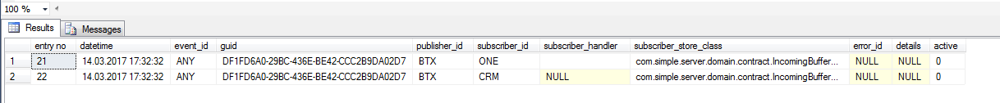 100 %
Results Messages
entry no datetime event_id guid publisher_id subscriber_id subscriber_handler subscriber_store_class error_id details active
1 21 14.03.2017 17:32:32 ANY DF1FD6A0-29BC-436E-BE42-CCC2B9DA02D7 BTX ONE com.simple.server.domain.contract.IncomingBuffer... NULL NULL 0
2 22 14.03.2017 17:32:32 ANY DF1FD6A0-29BC-436E-BE42-CCC2B9DA02D7 BTX CRM NULL com.simple.server.domain.contract.IncomingBuffer... NULL NULL 0